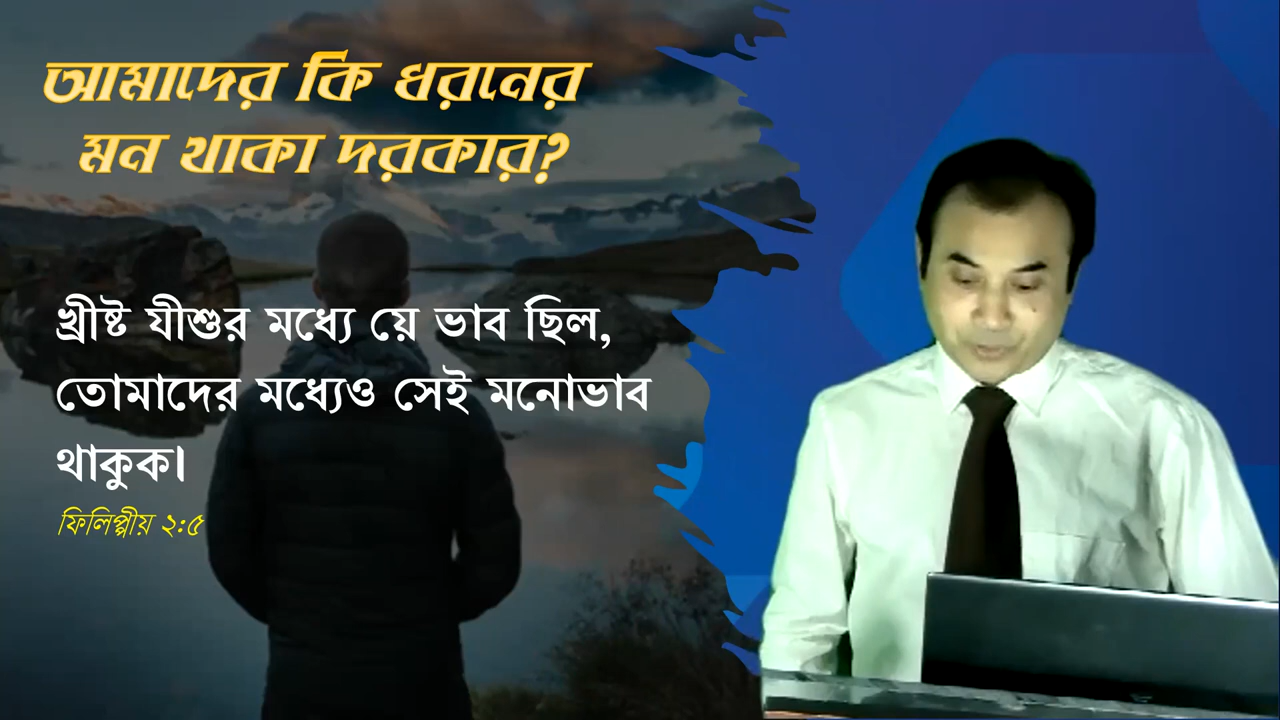 আমাদের কি ধরনের
মন থাকা দরকার?
খ্রীষ্ট যীশুর মধ্যে য়ে ভাব ছিল,
তোমাদের মধ্যেও সেই মনোভাব
থাকুক।
ফিলিপ্পীয় ২:৫